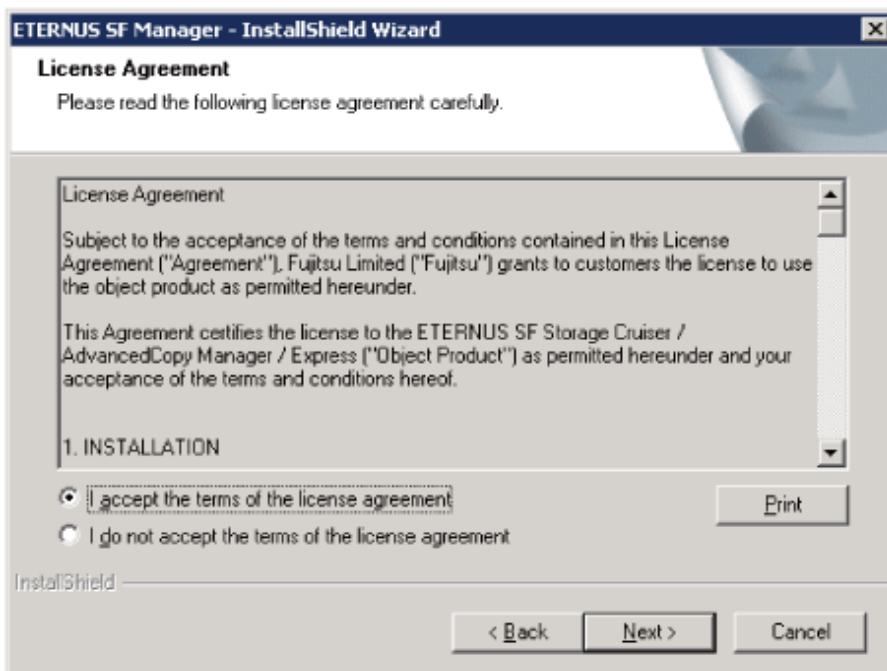 ETERNUS SF Manager - InstallShield Wizard
License Agreement
Please read the following license agreement carefully.
License Agreement
Subject to the acceptance of the terms and conditions contained in this License
Agreement ("Agreement"), Fujitsu Limited ("Fujitsu") grants to customers the license to use
the object product as permitted hereunder.
This Agreement certifies the license to the ETERNUS SF Storage Cruiser /
AdvancedCopy Manager / Express ("Object Product") as permitted hereunder and your
acceptance of the terms and conditions hereof.
1. INSTALLATION
I accept the terms of the license agreement
Print
I do not accept the terms of the license agreement
InstallShield
< Back
Next >
Cancel